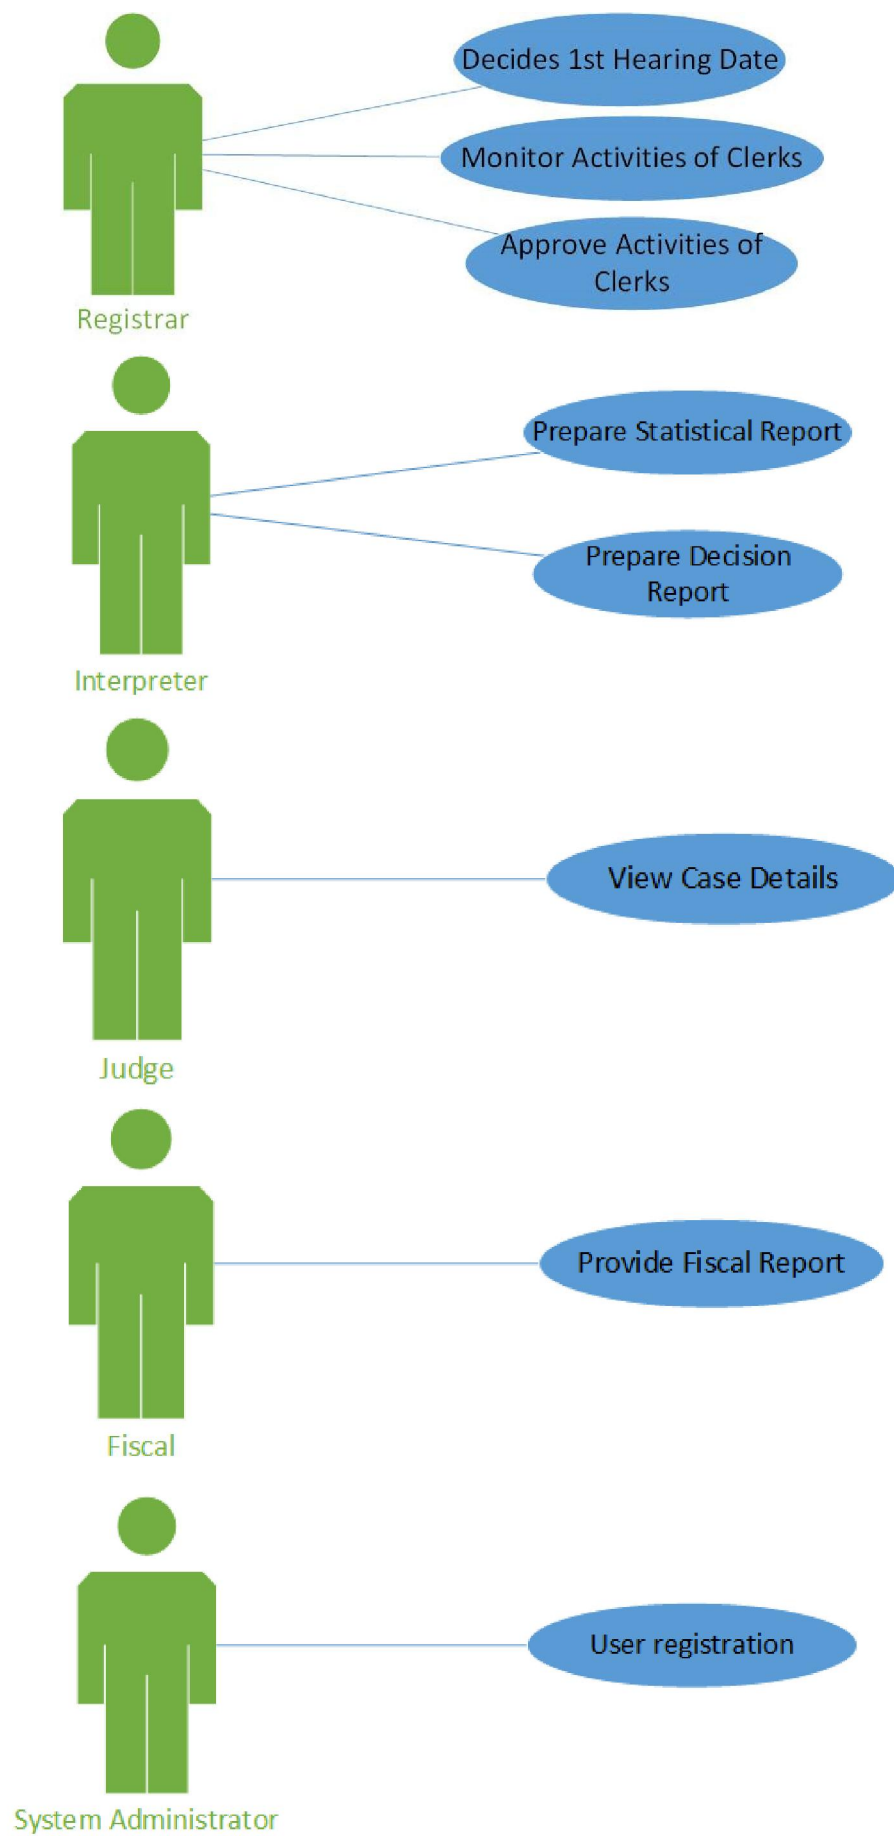 Decides 1st Hearing Date
Monitor Activities of Clerks
Approve Activities of
Clerks
Registrar
Prepare Statistical Report
Prepare Decision
Report
Interpreter
View Case Details
Judge
Provide Fiscal Report
Fiscal
User registration
System Administrator